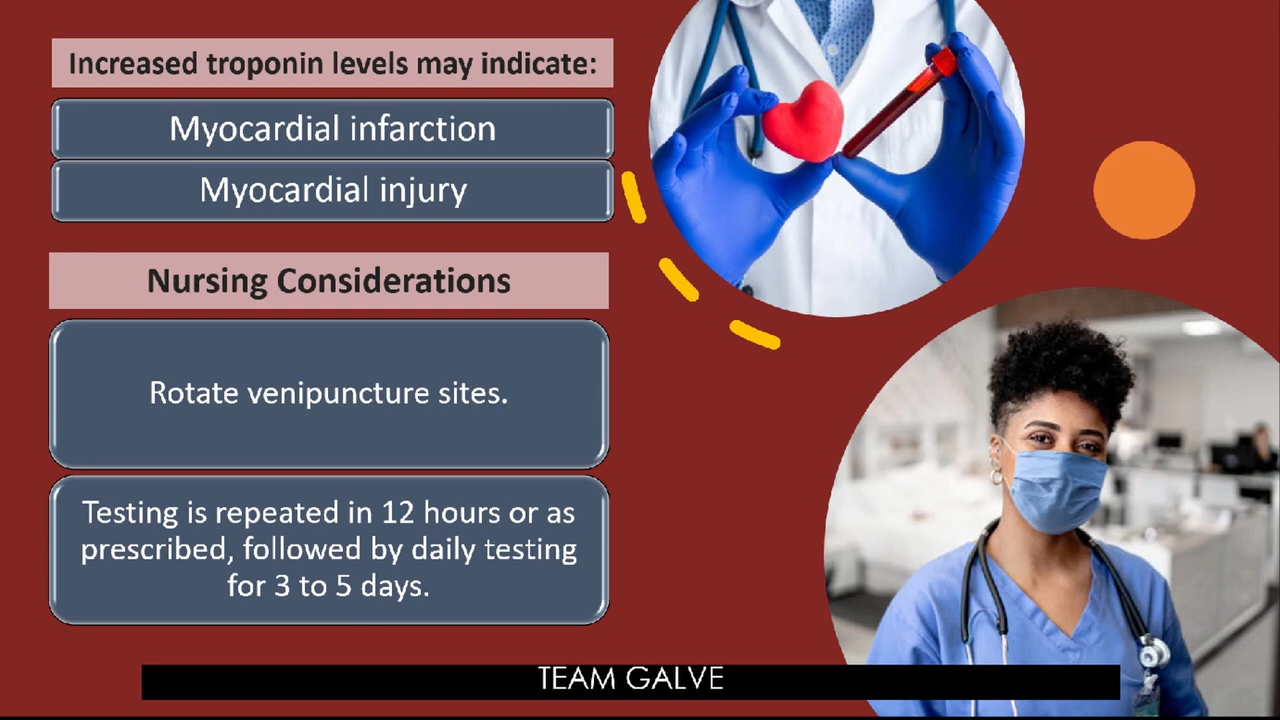 Increased troponin levels may indicate:
Myocardial infarction
Myocardial injury
Nursing Considerations
Rotate venipuncture sites.
Testing is repeated in 12 hours or as
prescribed, followed by daily testing
for 3 to 5 days.
TEAM GALVE